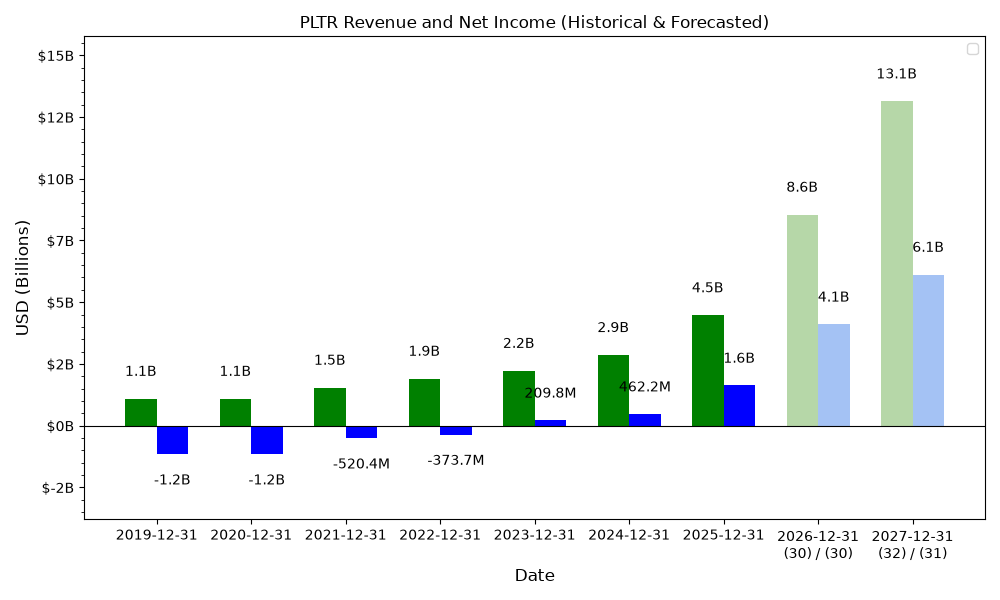 PLTR Revenue and Net Income (Historical & Forecasted)
$15B
$12B
$10B
$7B
$5B
$2B
$0B
$-2B
USD (Billions)
1.1B
-1.2B
1.1B
-1.2B
1.5B
-520.4M
1.9B
-373.7M
2.2B
209.8M
2.9B
462.2M
4.5B
1.6B
8.6B
4.1B
13.1B
6.1B
2019-12-31
2020-12-31
2021-12-31
2022-12-31
2023-12-31
2024-12-31
2025-12-31
2026-12-31
(30) / (30)
2027-12-31
(32) / (31)
Date